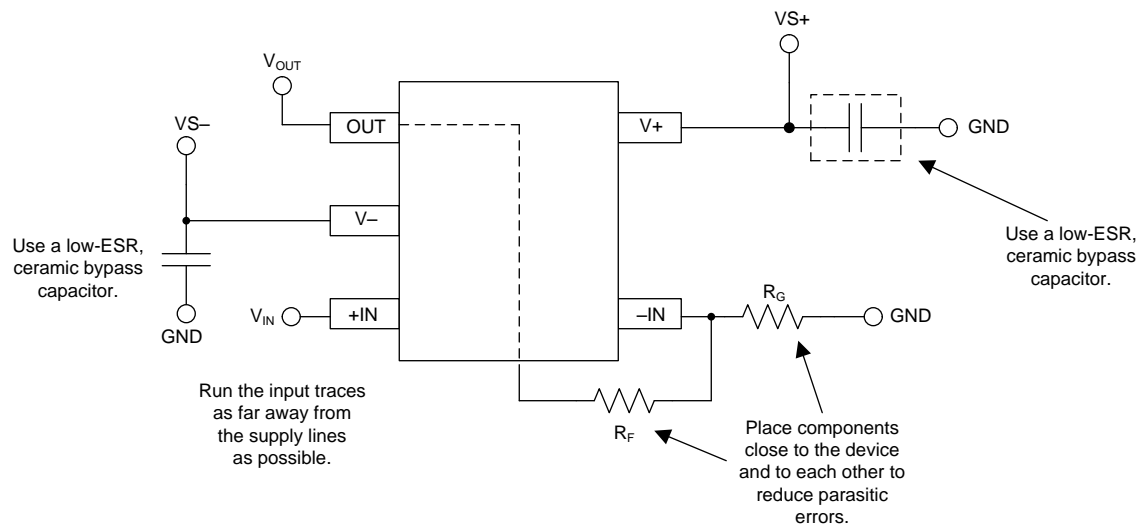 VS+
VOUT
VS–
OUT
V+
GND
V–
Use a low-ESR,
ceramic bypass
capacitor.
Use a low-ESR,
ceramic bypass
capacitor.
GND
VIN
+IN
–IN
RG
GND
Run the input traces
as far away from
the supply lines
as possible.
RF
Place components
close to the device
and to each other to
reduce parasitic
errors.